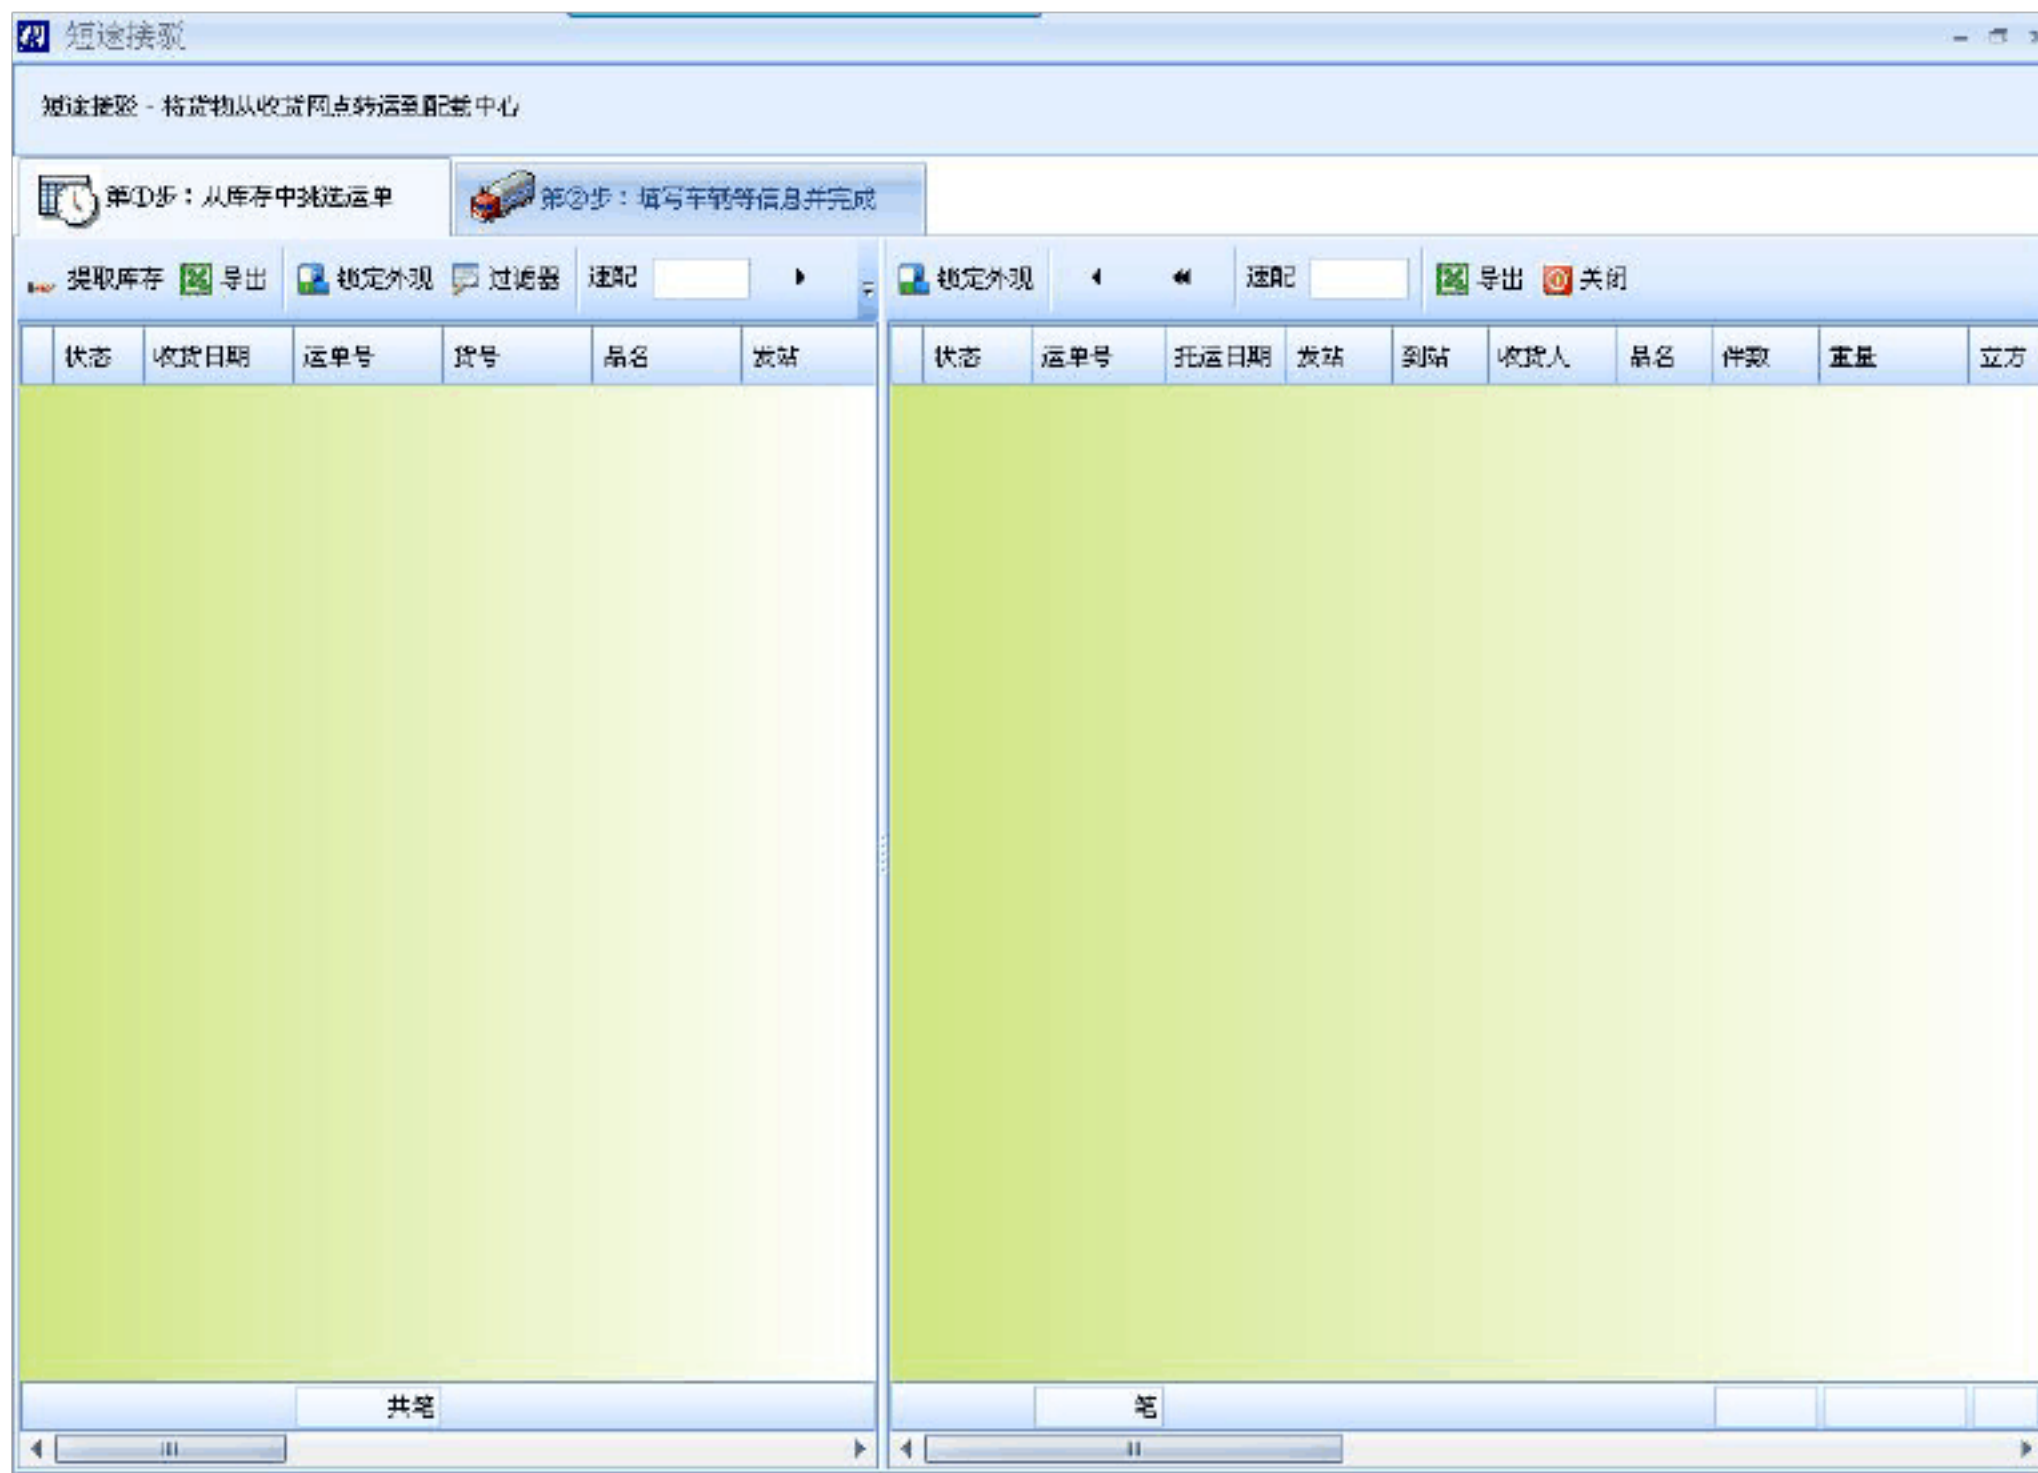 短途接驳
短途接驳 - 将货物从收货网点转运到配载中心
第①步：从库存中挑选运单 第②步：填写车辆等信息并完成
提取库存 导出 锁定外观 过滤器 速配 锁定外观 速配 导出 关闭
状态 收货日期 运单号 货号 品名 发站 状态 运单号 托运日期 发站 到站 收货人 品名 件数 重量 立方
共笔 笔